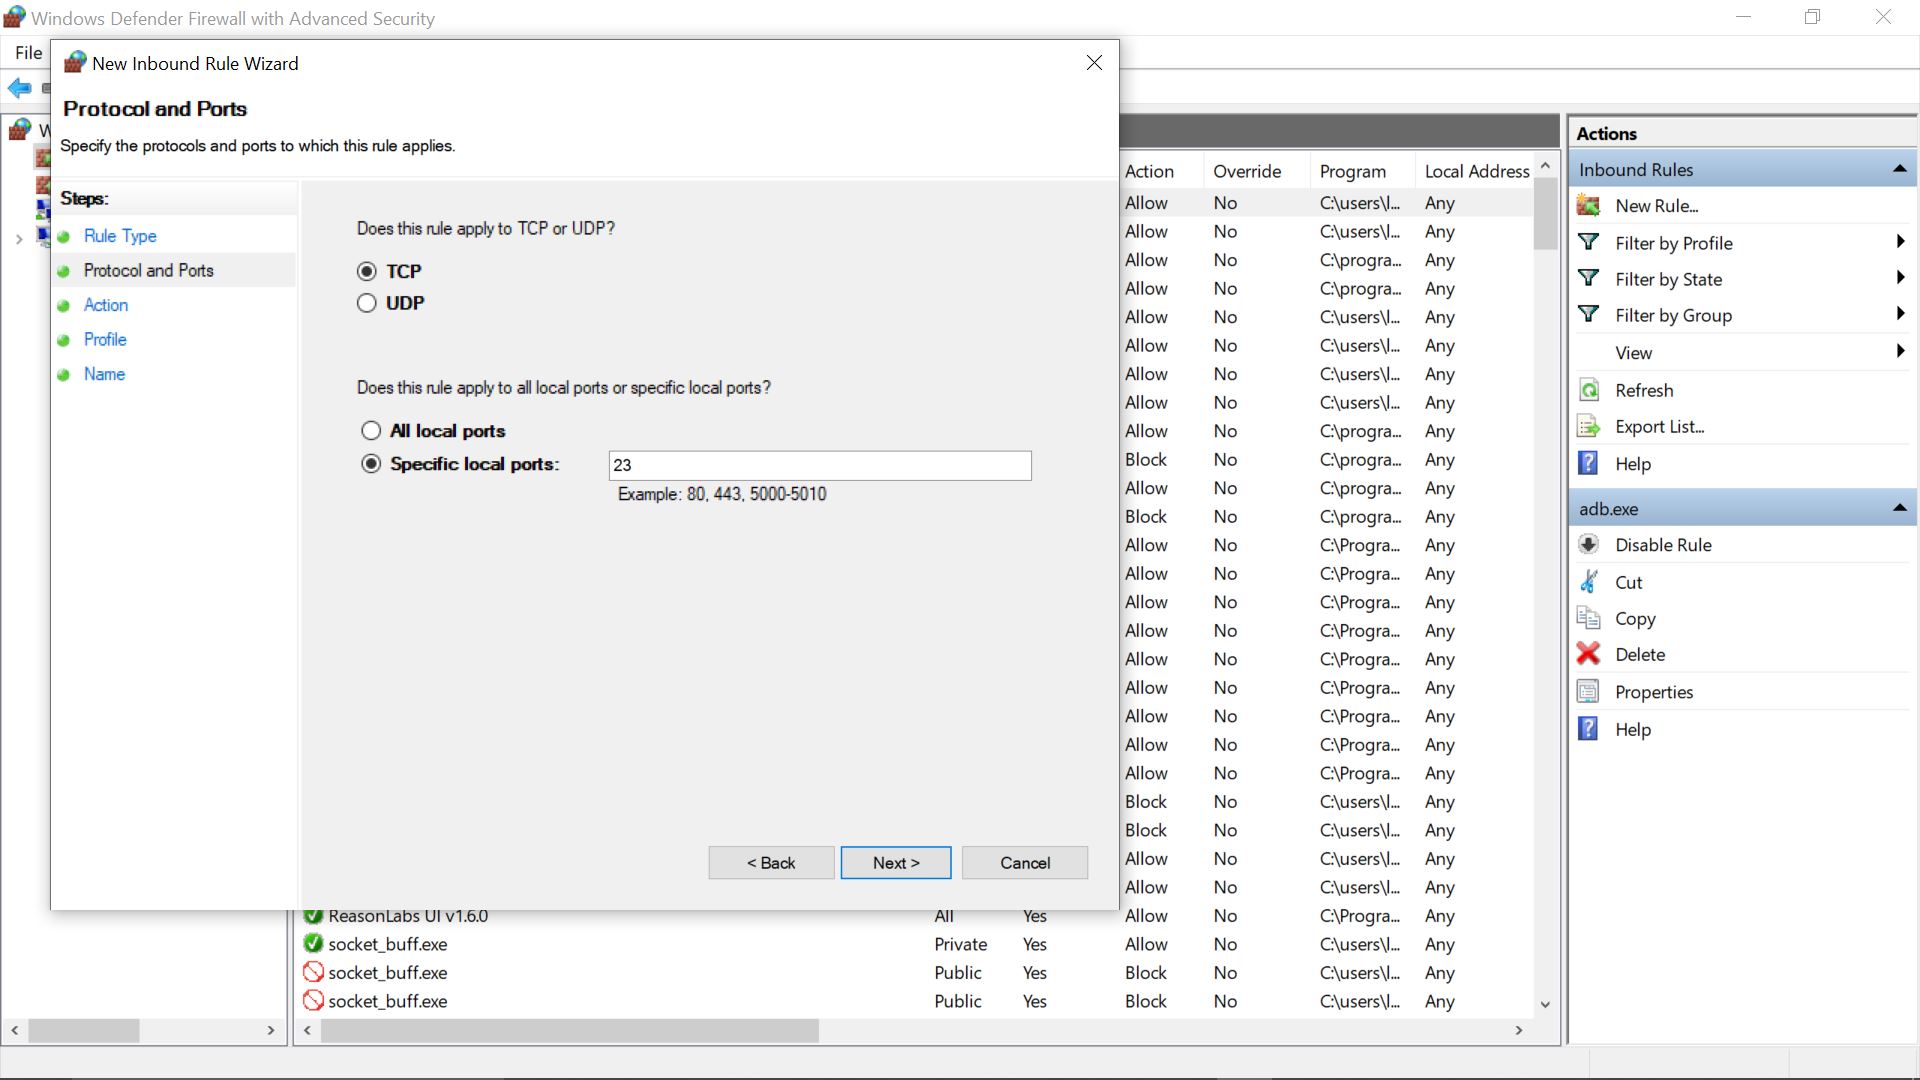 Windows Defender Firewall with Advanced Security
File
New Inbound Rule Wizard
Protocol and Ports
Specify the protocols and ports to which this rule applies.
Steps:
Rule Type
Protocol and Ports
Action
Profile
Name
Does this rule apply to TCP or UDP?
TCP
UDP
Does this rule apply to all local ports or specific local ports?
All local ports
Specific local ports: 23
Example: 80, 443, 5000-5010
< Back Next > Cancel
Action Override Program Local Address
Allow No C:\users\l... Any
Allow No C:\users\l... Any
Allow No C:\progra... Any
Allow No C:\progra... Any
Allow No C:\users\l... Any
Allow No C:\users\l... Any
Allow No C:\users\l... Any
Allow No C:\users\l... Any
Allow No C:\progra... Any
Block No C:\progra... Any
Allow No C:\progra... Any
Block No C:\progra... Any
Allow No C:\Progra... Any
Allow No C:\Progra... Any
Allow No C:\Progra... Any
Allow No C:\Progra... Any
Allow No C:\Progra... Any
Allow No C:\Progra... Any
Allow No C:\Progra... Any
Allow No C:\Progra... Any
Allow No C:\Progra... Any
Block No C:\users\l... Any
Block No C:\users\l... Any
Allow No C:\users\l... Any
Allow No C:\users\l... Any
ReasonLabs UI v1.6.0 All Yes Allow No C:\Progra... Any
socket_buff.exe Private Yes Allow No C:\users\l... Any
socket_buff.exe Public Yes Block No C:\users\l... Any
socket_buff.exe Public Yes Block No C:\users\l... Any
Actions
Inbound Rules
New Rule...
Filter by Profile
Filter by State
Filter by Group
View
Refresh
Export List...
Help
adb.exe
Disable Rule
Cut
Copy
Delete
Properties
Help